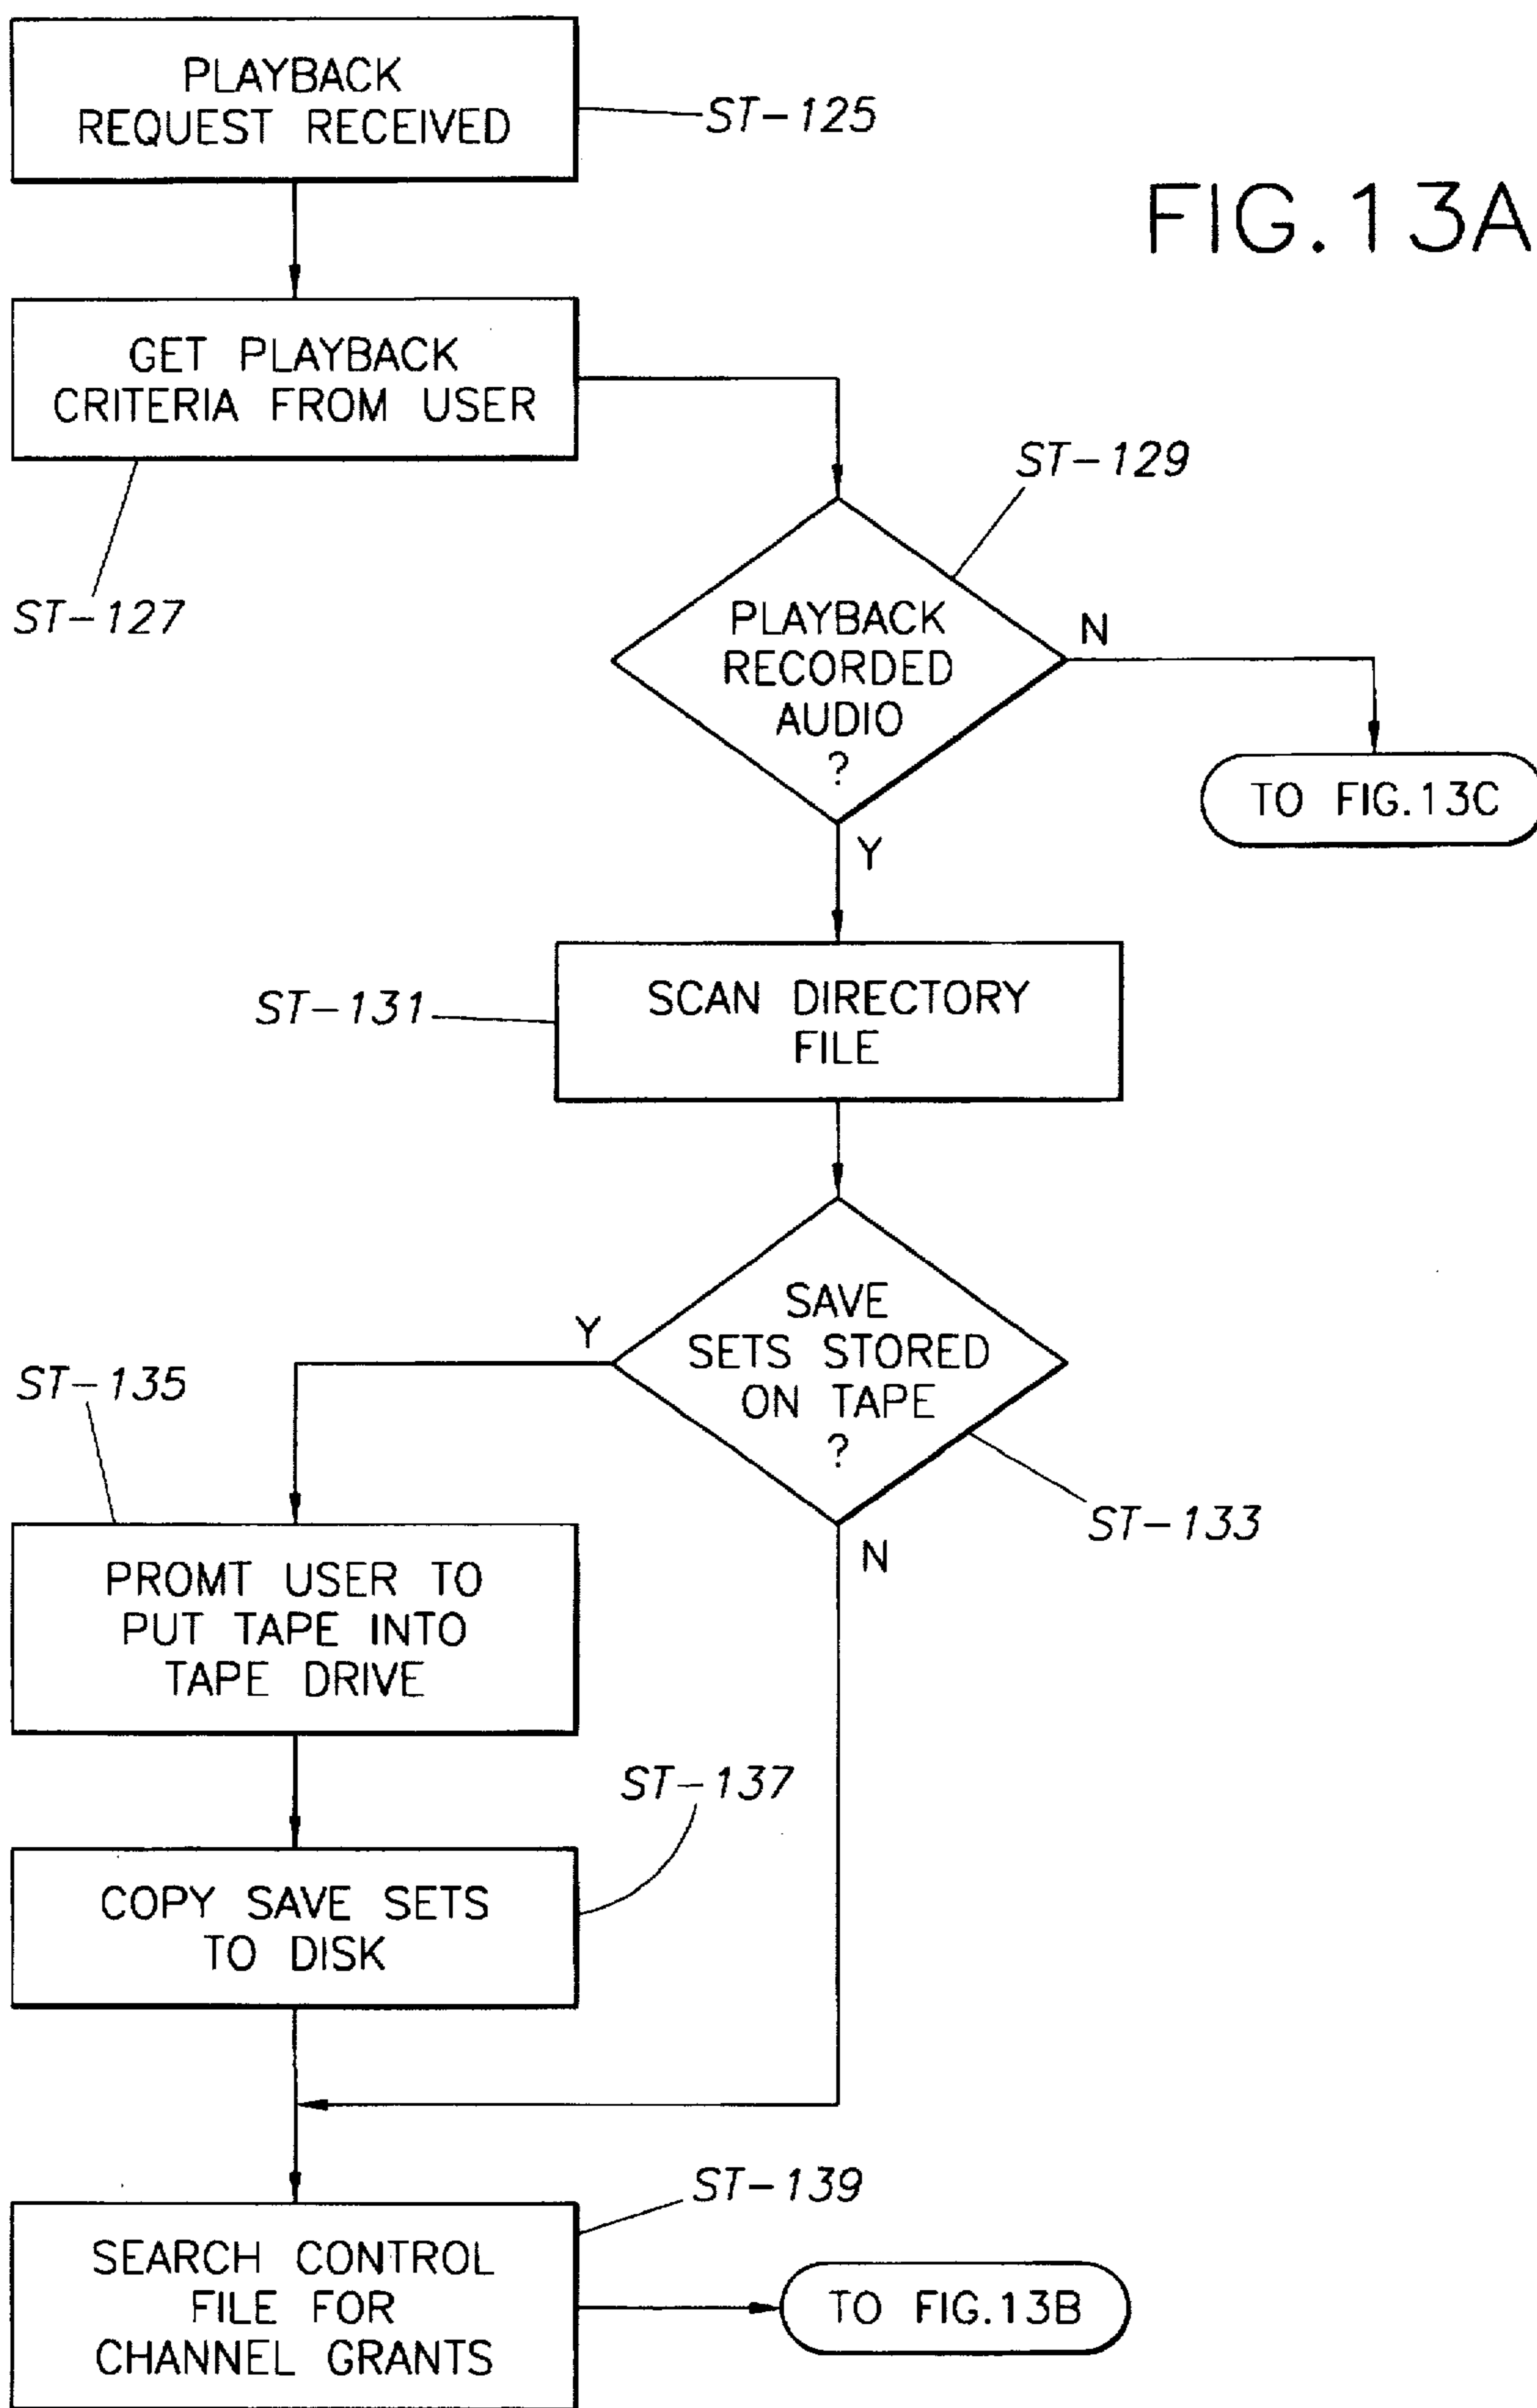 PLAYBACK
REQUEST RECEIVED
ST-125
FIG.13A
GET PLAYBACK
CRITERIA FROM USER
ST-127
ST-129
PLAYBACK
RECORDED
AUDIO
?
N
TO FIG.13C
Y
ST-131
SCAN DIRECTORY
FILE
SAVE
SETS STORED
ON TAPE
?
Y
ST-133
N
ST-135
PROMT USER TO
PUT TAPE INTO
TAPE DRIVE
ST-137
COPY SAVE SETS
TO DISK
ST-139
SEARCH CONTROL
FILE FOR
CHANNEL GRANTS
TO FIG.13B